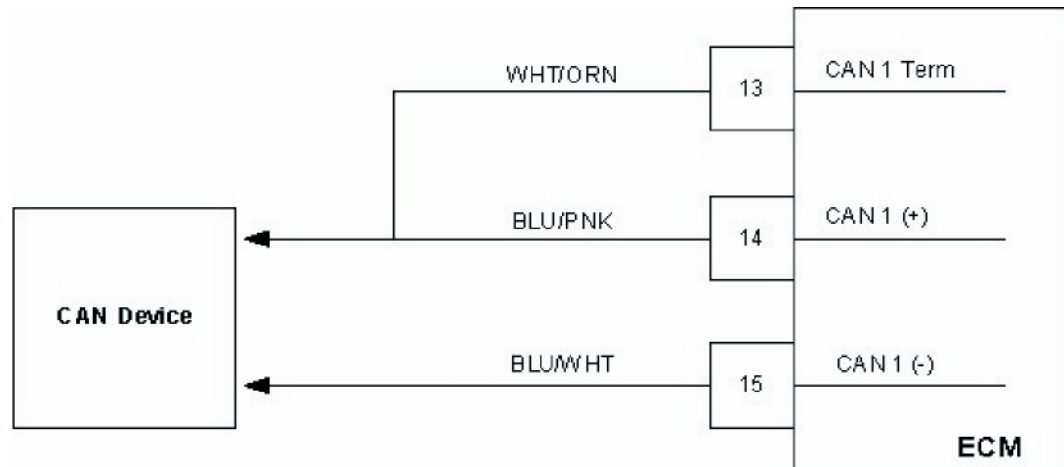 WHT/ORN
13
CAN 1 Term
BLU/PNK
14
CAN 1 (+)
CAN Device
BLU/WHT
15
CAN 1 (-)
ECM